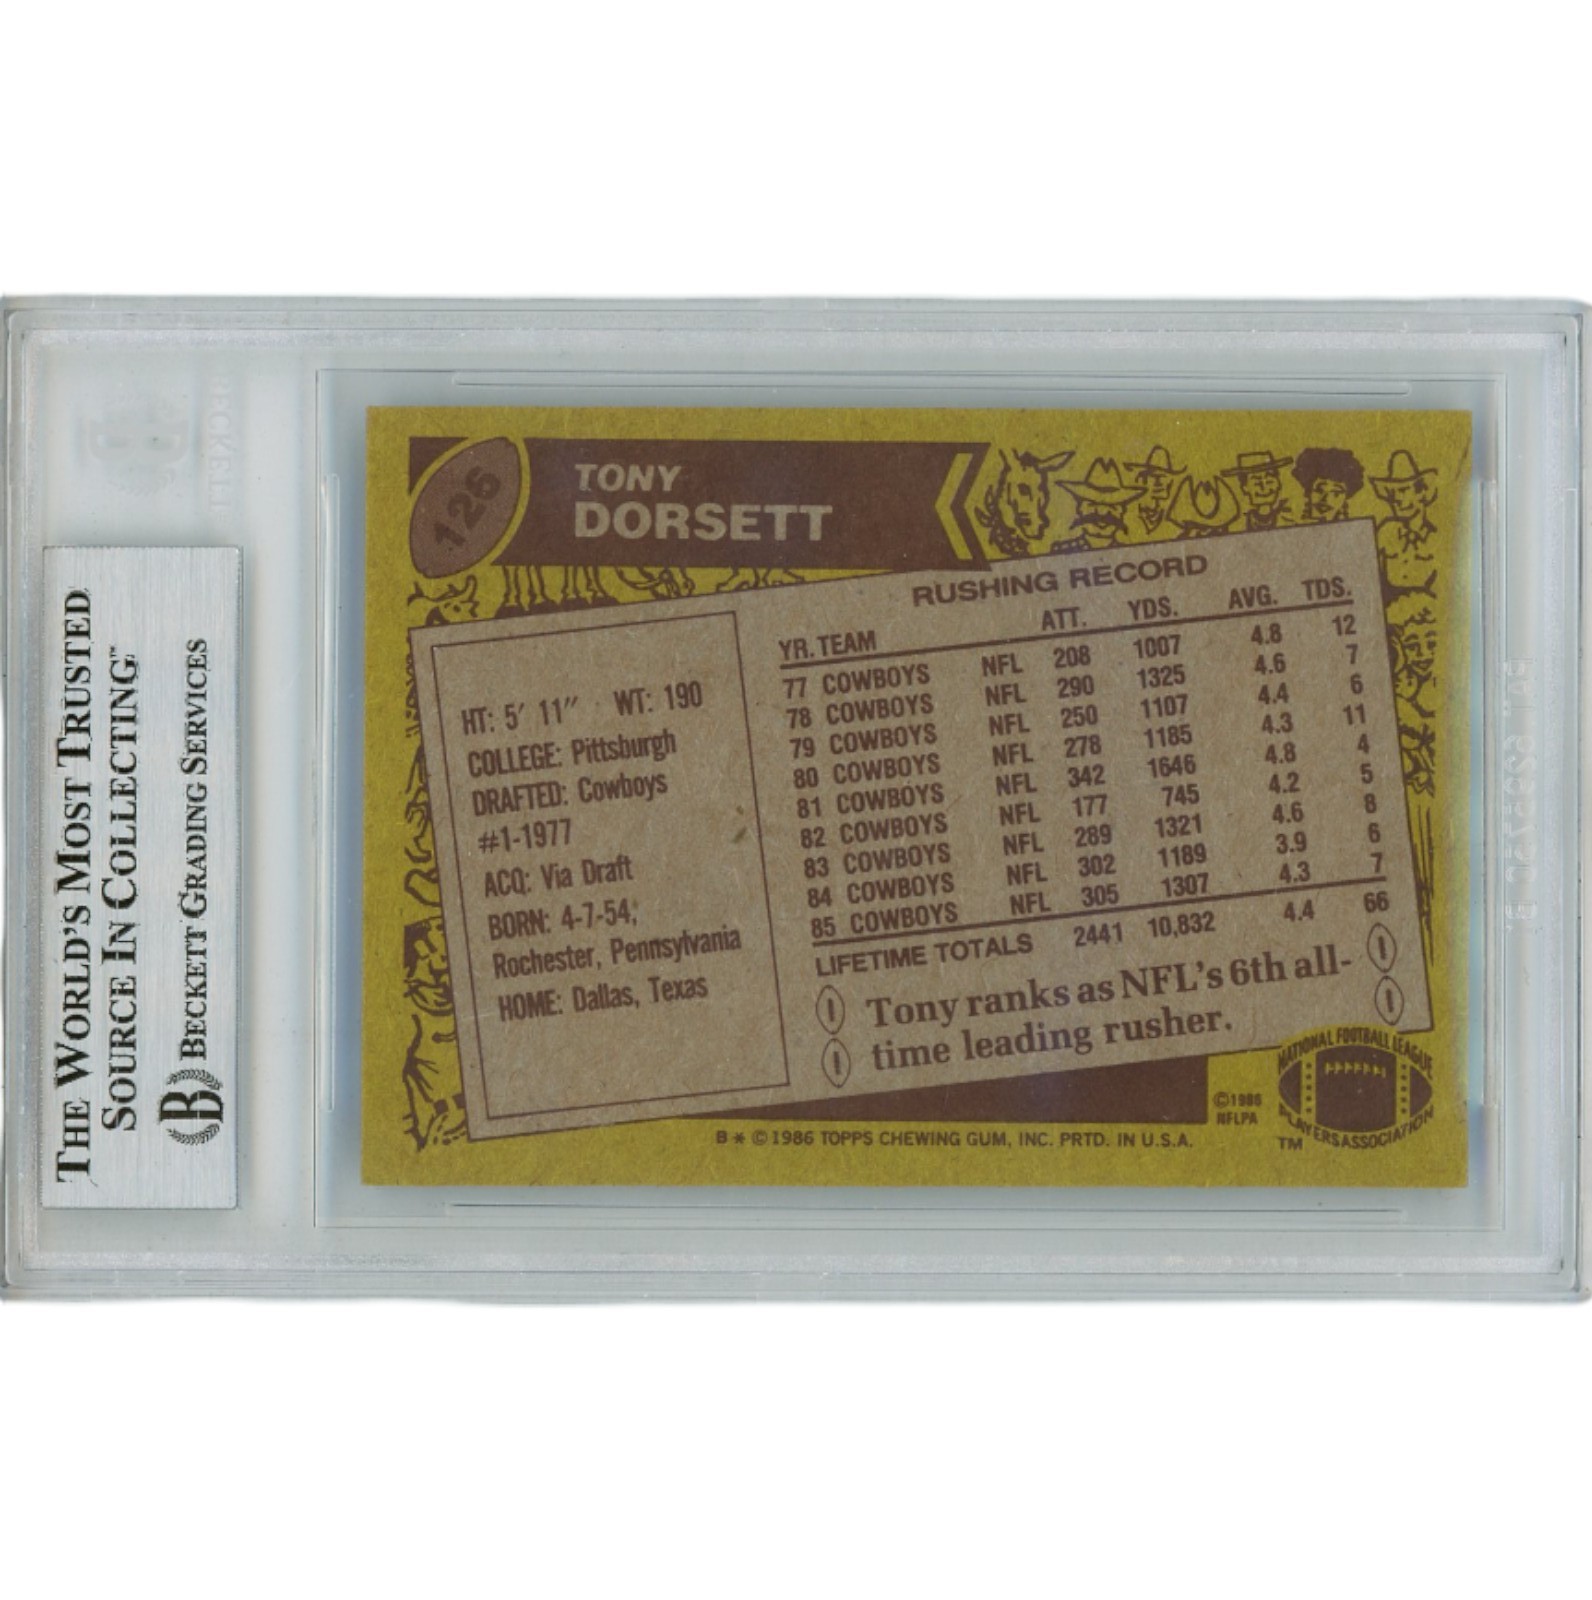 THE WORLD'S MOST TRUSTED
SOURCE IN COLLECTING™
BECKETT GRADING SERVICES
126
TONY
DORSETT
HT: 5' 11" WT: 190
COLLEGE: Pittsburgh
DRAFTED: Cowboys
#1-1977
ACQ: Via Draft
BORN: 4-7-54,
Rochester, Pennsylvania
HOME: Dallas, Texas
RUSHING RECORD
YR. TEAM ATT. YDS. AVG. TDS.
77 COWBOYS NFL 208 1007 4.8 12
78 COWBOYS NFL 290 1325 4.6 7
79 COWBOYS NFL 250 1107 4.4 6
80 COWBOYS NFL 278 1185 4.3 11
81 COWBOYS NFL 342 1646 4.8 4
82 COWBOYS NFL 177 745 4.2 5
83 COWBOYS NFL 289 1321 4.6 8
84 COWBOYS NFL 302 1189 3.9 6
85 COWBOYS NFL 305 1307 4.3 7
LIFETIME TOTALS 2441 10,832 4.4 66
Tony ranks as NFL's 6th all-
time leading rusher.
©1986
NFLPA
NATIONAL FOOTBALL LEAGUE
PLAYERS ASSOCIATION
TM
B * © 1986 TOPPS CHEWING GUM, INC. PRTD. IN U.S.A.
BECKETT